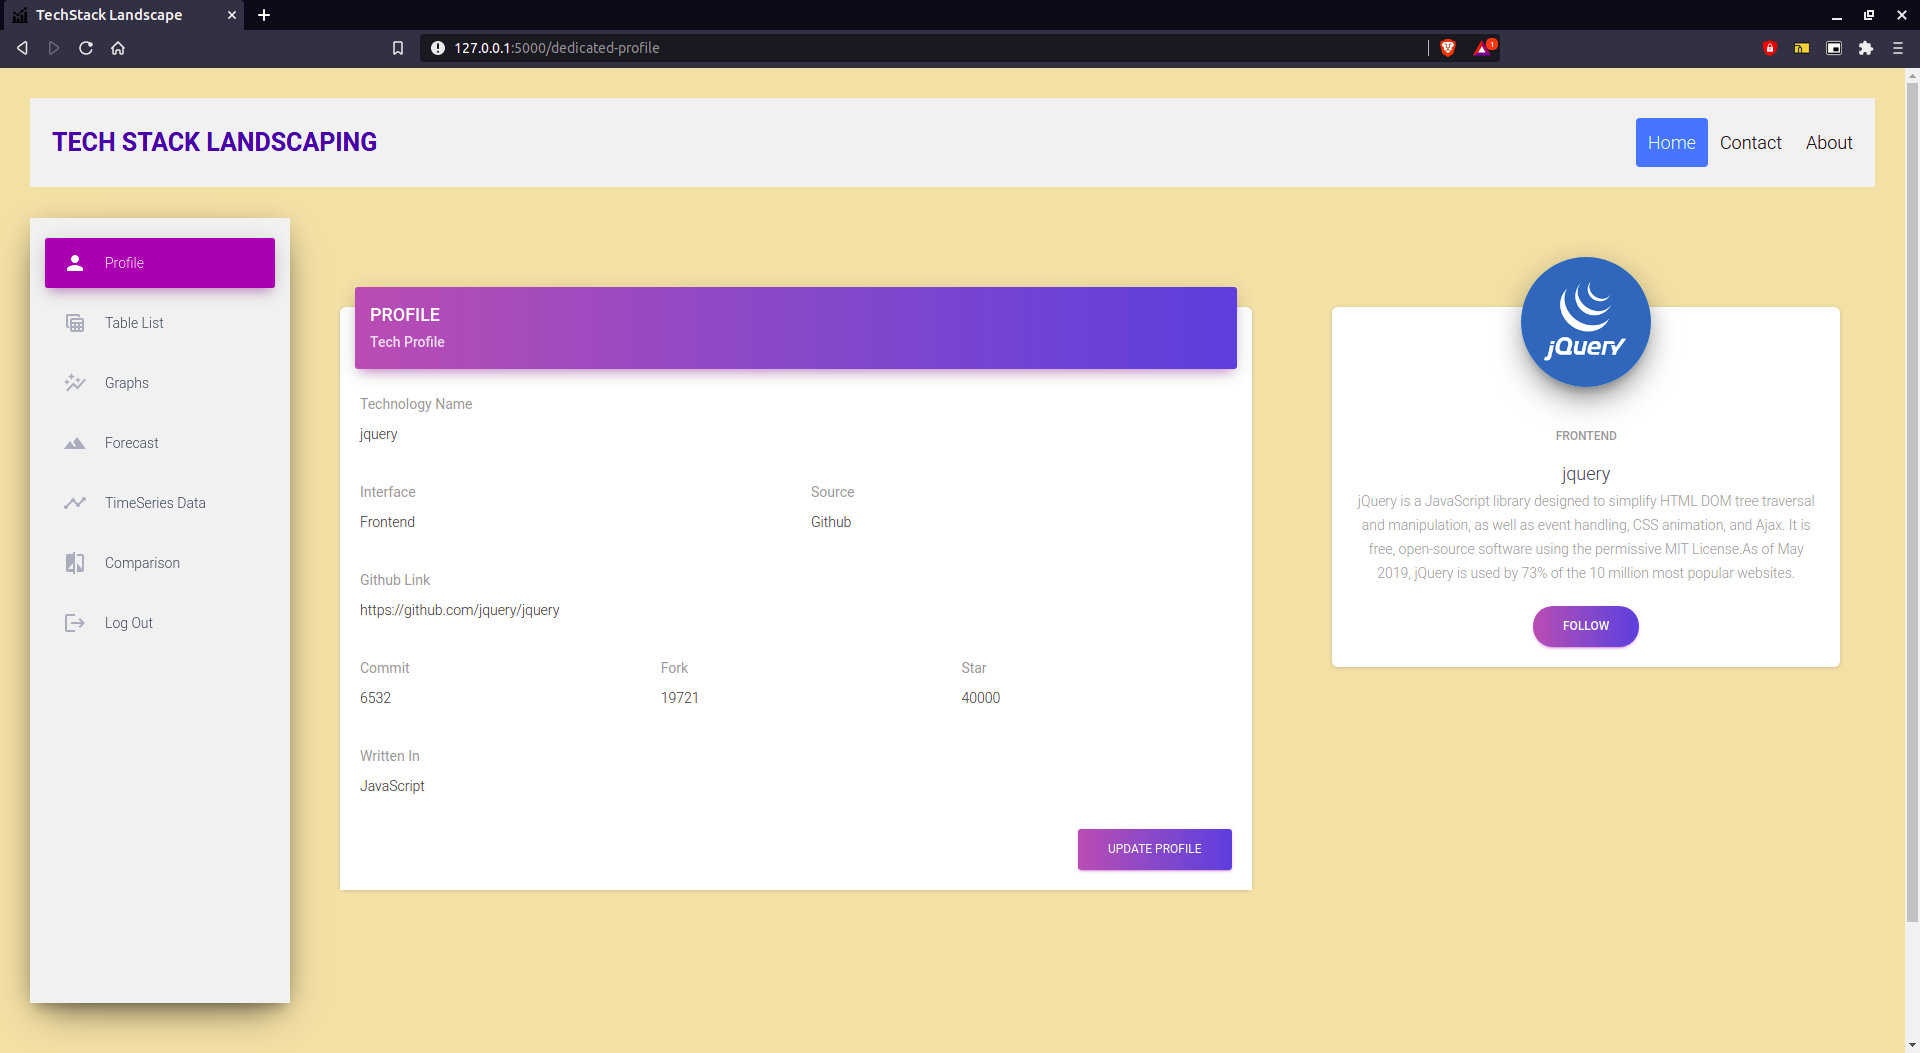 TechStack Landscape
127.0.0.1:5000/dedicated-profile
1
TECH STACK LANDSCAPING
Home
Contact
About
Profile
Table List
Graphs
Forecast
TimeSeries Data
Comparison
Log Out
PROFILE
Tech Profile
Technology Name
jquery
Interface
Source
Frontend
Github
Github Link
https://github.com/jquery/jquery
Commit
Fork
Star
6532
19721
40000
Written In
JavaScript
UPDATE PROFILE
jQuery
FRONTEND
jquery
jQuery is a JavaScript library designed to simplify HTML DOM tree traversal
and manipulation, as well as event handling, CSS animation, and Ajax. It is
free, open-source software using the permissive MIT License.As of May
2019, jQuery is used by 73% of the 10 million most popular websites.
FOLLOW